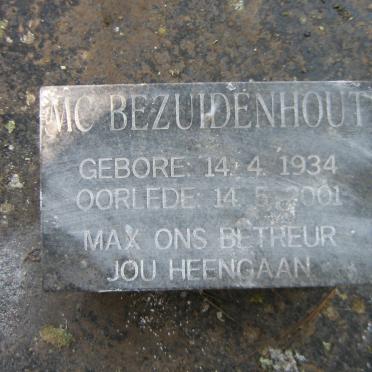 MC BEZUIDENHOUT
GEBORE: 14. 4. 1934
OORLEDE: 14. 5. 2001
MAX ONS BETREUR
JOU HEENGAAN